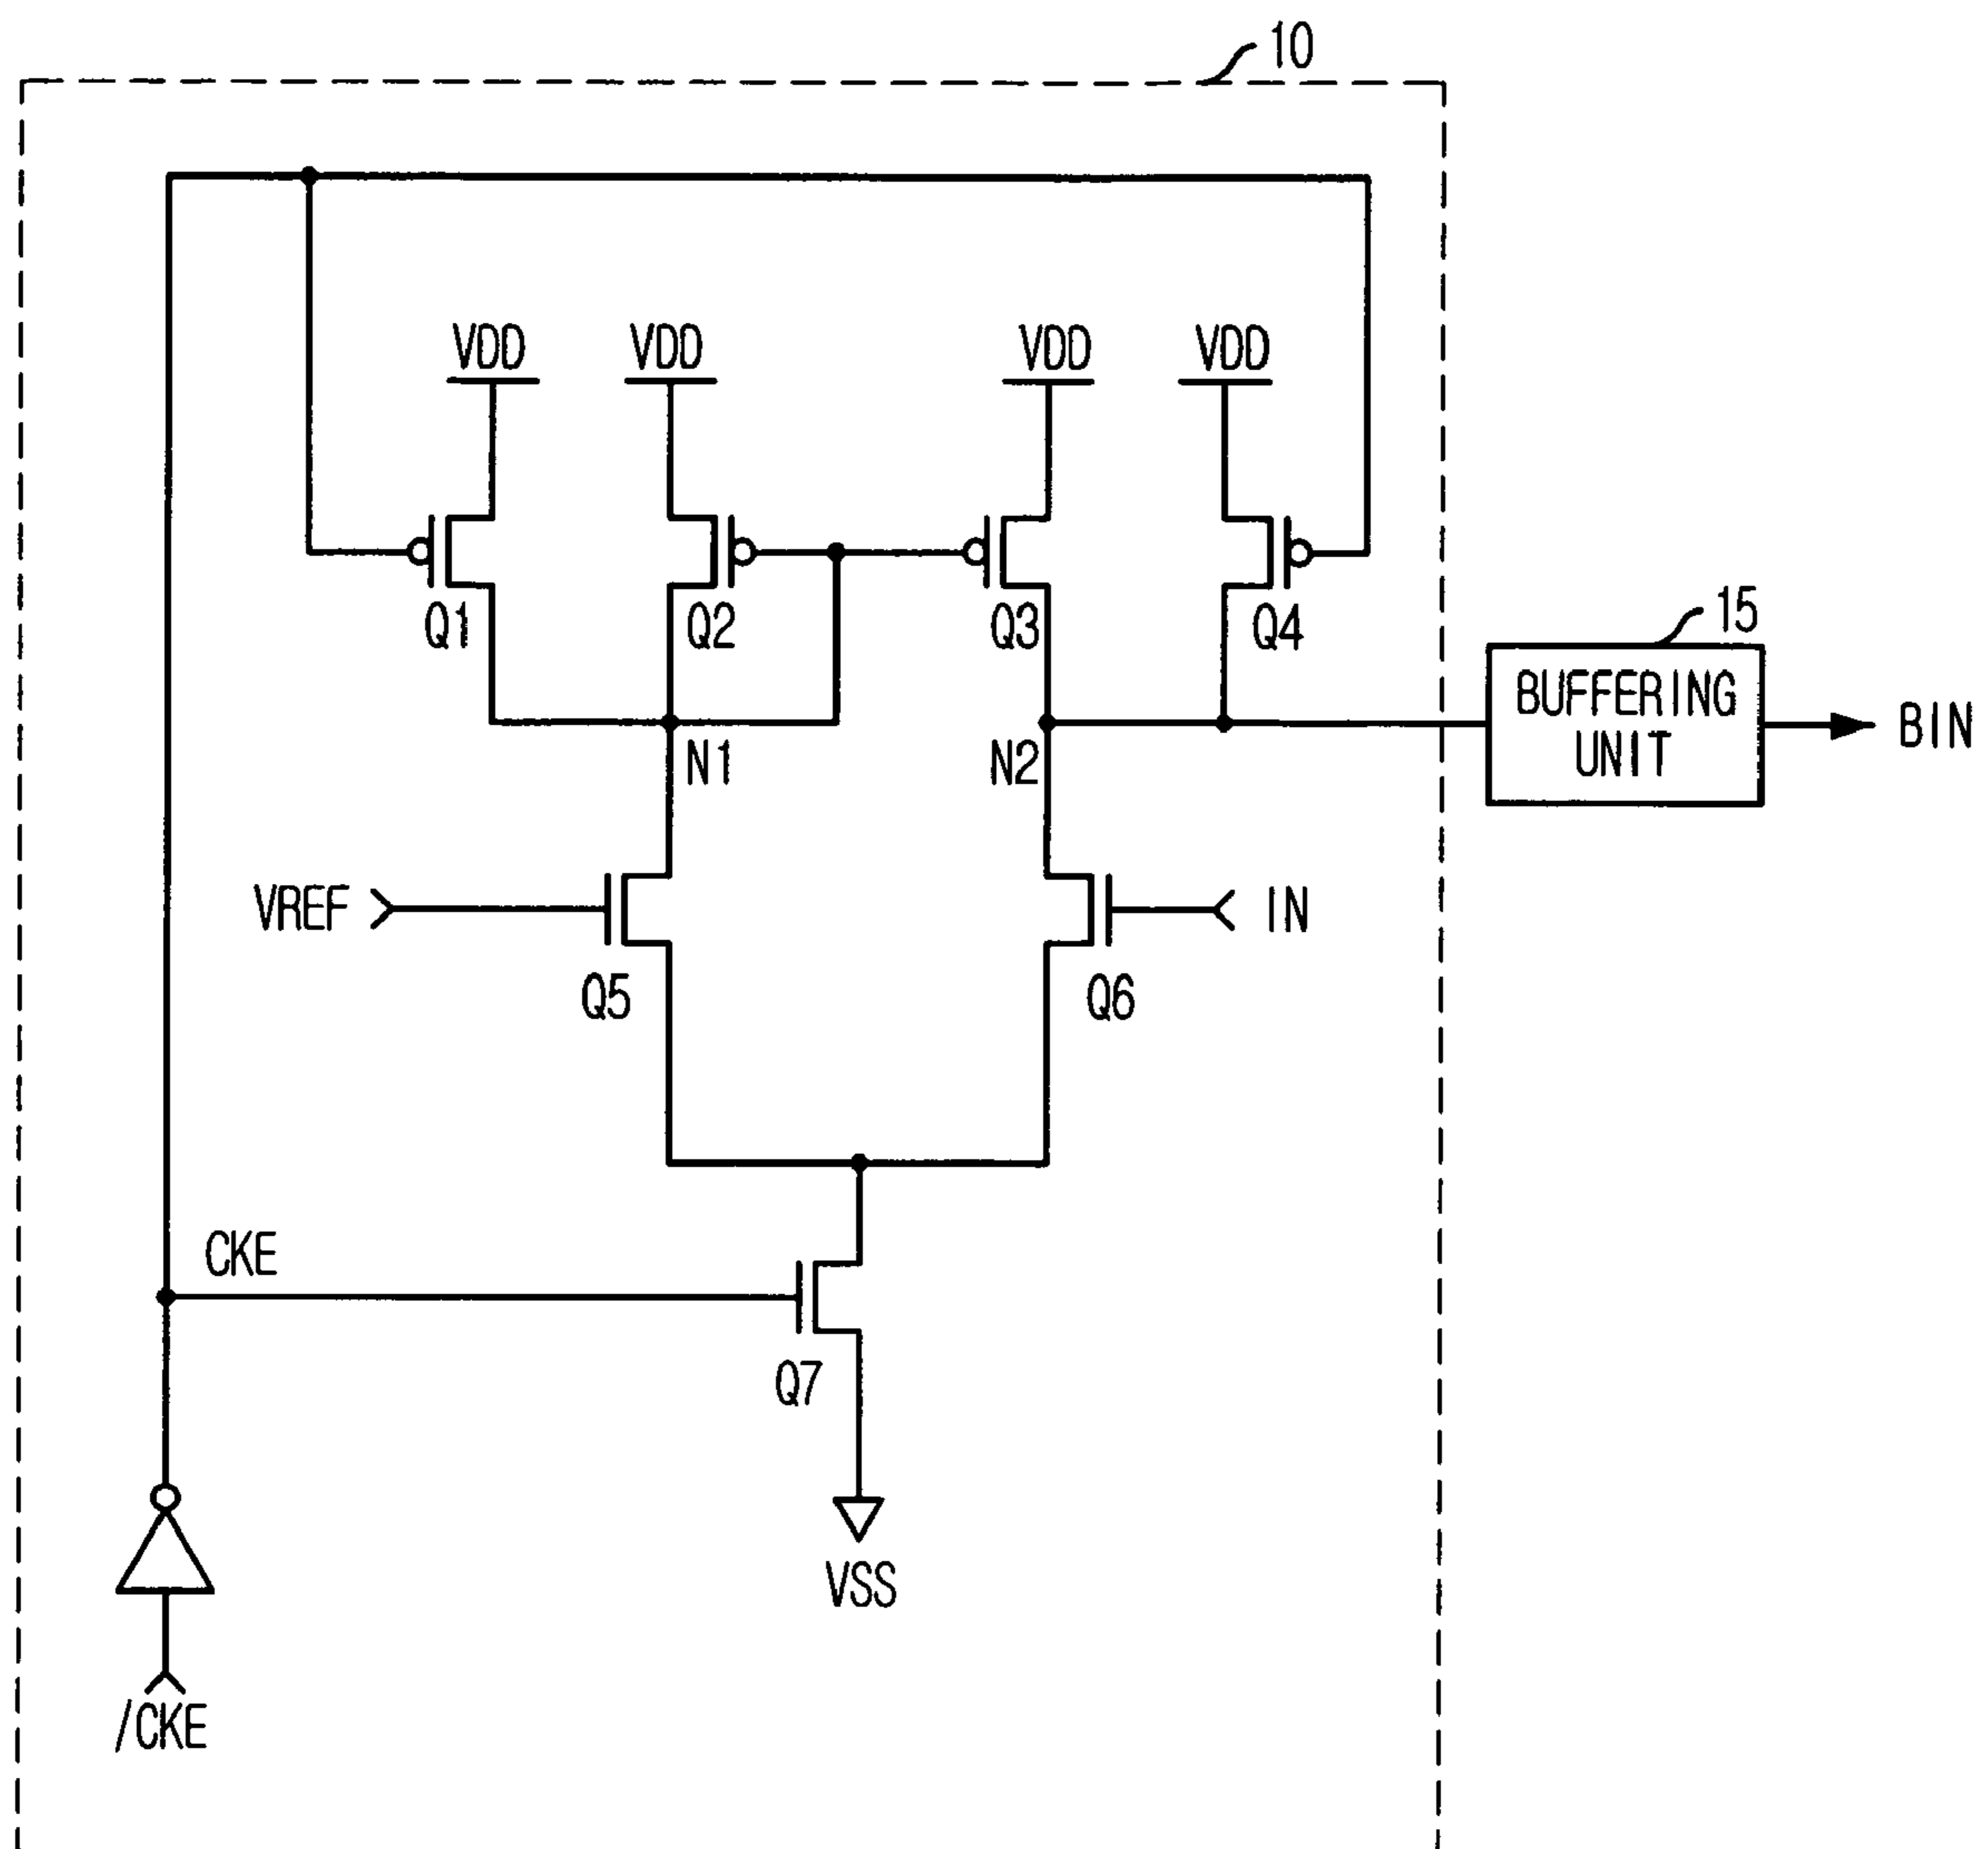 10
VDD
VDD
VDD
VDD
Q1
Q2
Q3
Q4
15
BUFFERING
UNIT
BIN
N1
N2
VREF
IN
Q5
Q6
CKE
Q7
VSS
/CKE